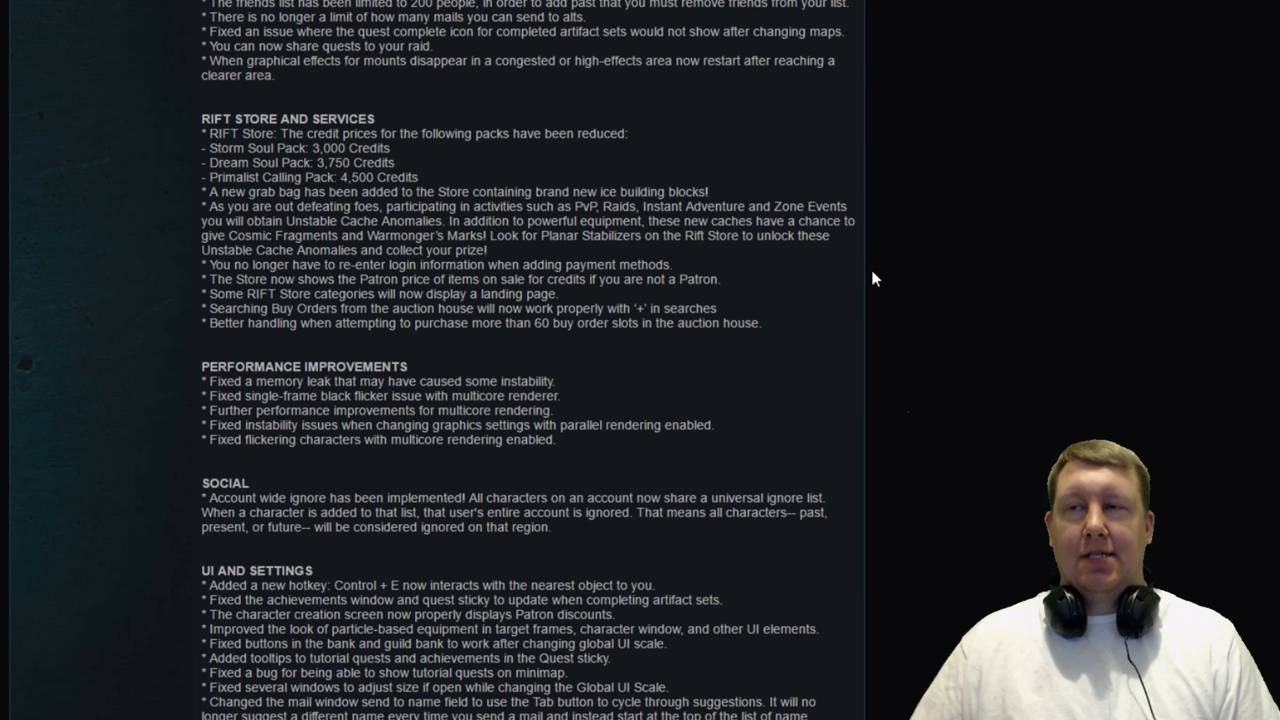 * The friends list has been limited to 200 people, in order to add past that you must remove friends from your list.
* There is no longer a limit of how many mails you can send to alts.
* Fixed an issue where the quest complete icon for completed artifact sets would not show after changing maps.
* You can now share quests to your raid.
* When graphical effects for mounts disappear in a congested or high-effects area now restart after reaching a
clearer area.
RIFT STORE AND SERVICES
* RIFT Store: The credit prices for the following packs have been reduced:
- Storm Soul Pack: 3,000 Credits
- Dream Soul Pack: 3,750 Credits
- Primalist Calling Pack: 4,500 Credits
* A new grab bag has been added to the Store containing brand new ice building blocks!
* As you are out defeating foes, participating in activities such as PvP, Raids, Instant Adventure and Zone Events
you will obtain Unstable Cache Anomalies. In addition to powerful equipment, these new caches have a chance to
give Cosmic Fragments and Warmonger's Marks! Look for Planar Stabilizers on the Rift Store to unlock these
Unstable Cache Anomalies and collect your prize!
* You no longer have to re-enter login information when adding payment methods.
* The Store now shows the Patron price of items on sale for credits if you are not a Patron.
* Some RIFT Store categories will now display a landing page.
* Searching Buy Orders from the auction house will now work properly with '+' in searches
* Better handling when attempting to purchase more than 60 buy order slots in the auction house.
PERFORMANCE IMPROVEMENTS
* Fixed a memory leak that may have caused some instability.
* Fixed single-frame black flicker issue with multicore renderer.
* Further performance improvements for multicore rendering.
* Fixed instability issues when changing graphics settings with parallel rendering enabled.
* Fixed flickering characters with multicore rendering enabled.
SOCIAL
* Account wide ignore has been implemented! All characters on an account now share a universal ignore list.
When a character is added to that list, that user's entire account is ignored. That means all characters-- past,
present, or future-- will be considered ignored on that region.
UI AND SETTINGS
* Added a new hotkey: Control + E now interacts with the nearest object to you.
* Fixed the achievements window and quest sticky to update when completing artifact sets.
* The character creation screen now properly displays Patron discounts.
* Improved the look of particle-based equipment in target frames, character window, and other UI elements.
* Fixed buttons in the bank and guild bank to work after changing global UI scale.
* Added tooltips to tutorial quests and achievements in the Quest sticky.
* Fixed a bug for being able to show tutorial quests on minimap.
* Fixed several windows to adjust size if open while changing the Global UI Scale.
* Changed the mail window send to name field to use the Tab button to cycle through suggestions. It will no
longer suggest a different name every time you send a mail and instead start at the top of the list of name